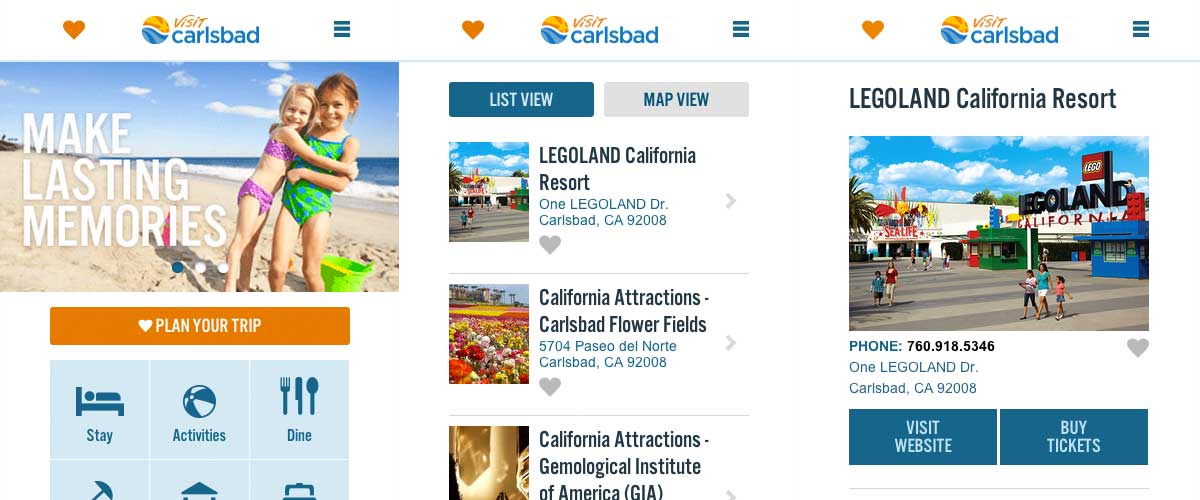 VISIT
carlsbad
MAKE
LASTING
MEMORIES
PLAN YOUR TRIP
Stay
Activities
Dine
VISIT
carlsbad
LIST VIEW
MAP VIEW
LEGOLAND California
Resort
One LEGOLAND Dr.
Carlsbad, CA 92008
California Attractions -
Carlsbad Flower Fields
5704 Paseo del Norte
Carlsbad, CA 92008
California Attractions -
Gemological Institute
of America (GIA)
VISIT
carlsbad
LEGOLAND California Resort
LEGO
LEGOLAND
CALIFORNIA
SEA LIFE
PHONE: 760.918.5346
One LEGOLAND Dr.
Carlsbad, CA 92008
VISIT
WEBSITE
BUY
TICKETS